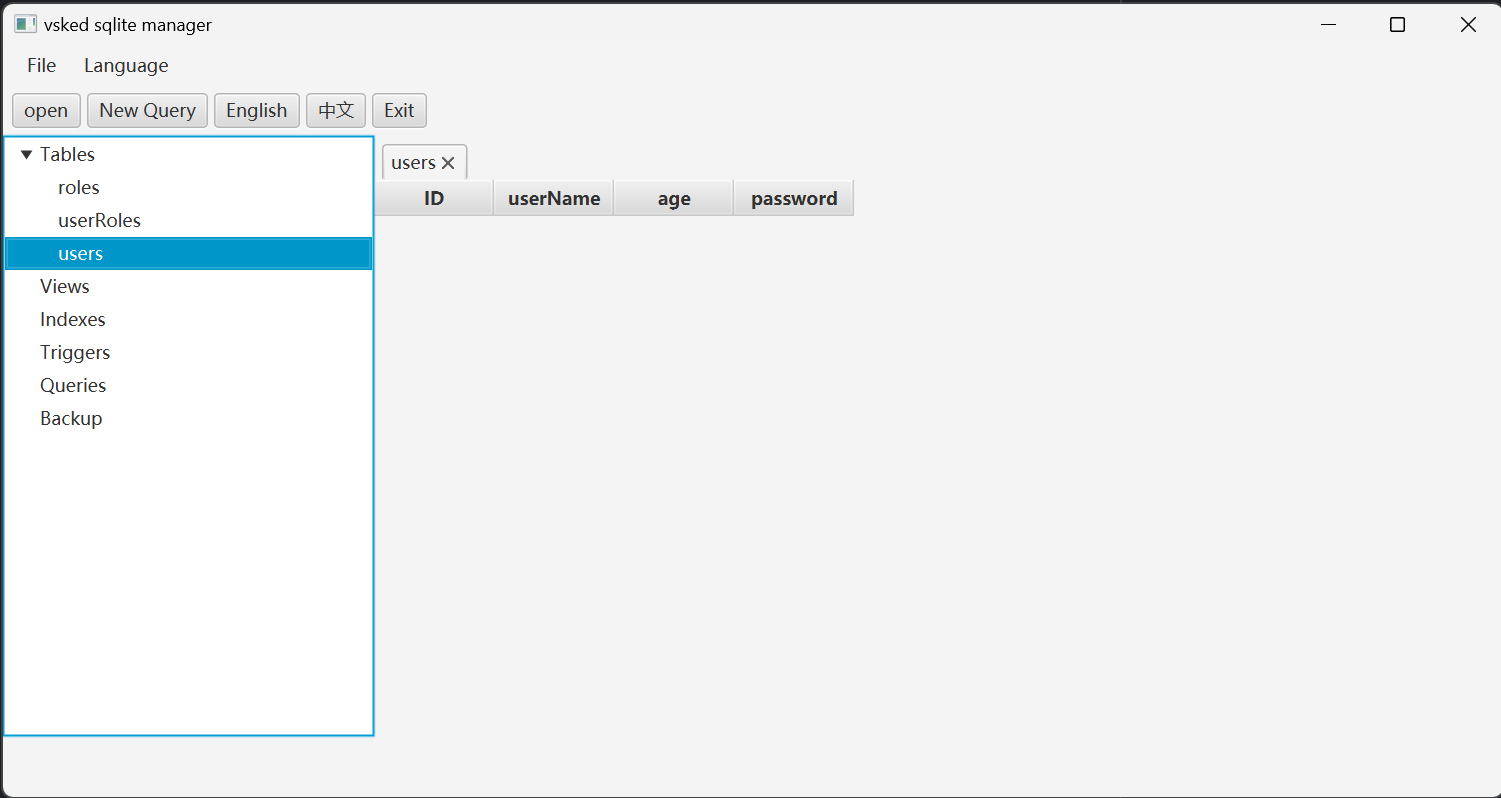 vsked sqlite manager
File Language
open New Query English 中文 Exit
Tables
roles
userRoles
users
Views
Indexes
Triggers
Queries
Backup
users
ID userName age password